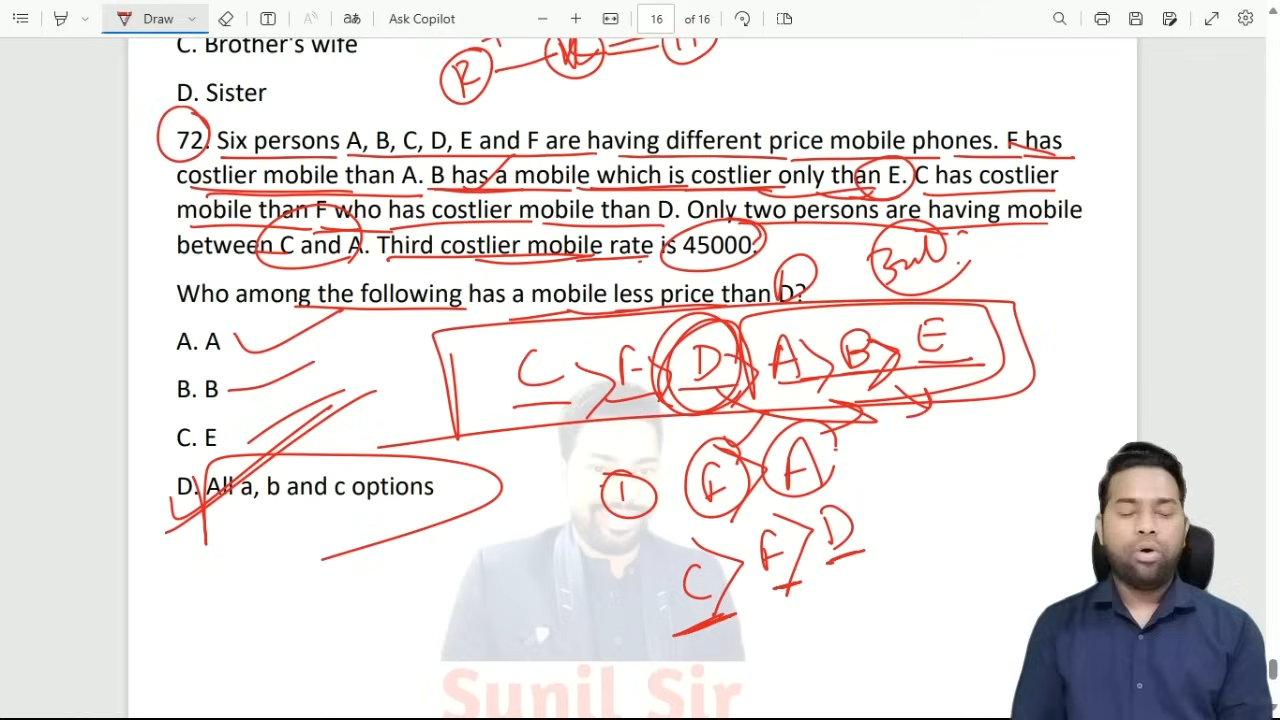 Draw
Ask Copilot
16 of 16
C. Brother's wife
R
D. Sister
72. Six persons A, B, C, D, E and F are having different price mobile phones. F has
costlier mobile than A. B has a mobile which is costlier only than E. C has costlier
mobile than F who has costlier mobile than D. Only two persons are having mobile
between C and A. Third costlier mobile rate is 45000.
3rd
Who among the following has a mobile less price than D?
D
A. A
C > F > D > A > B > E
B. B
C. E
F > A
D. All a, b and c options
1
C > F > D
Sunil Sir